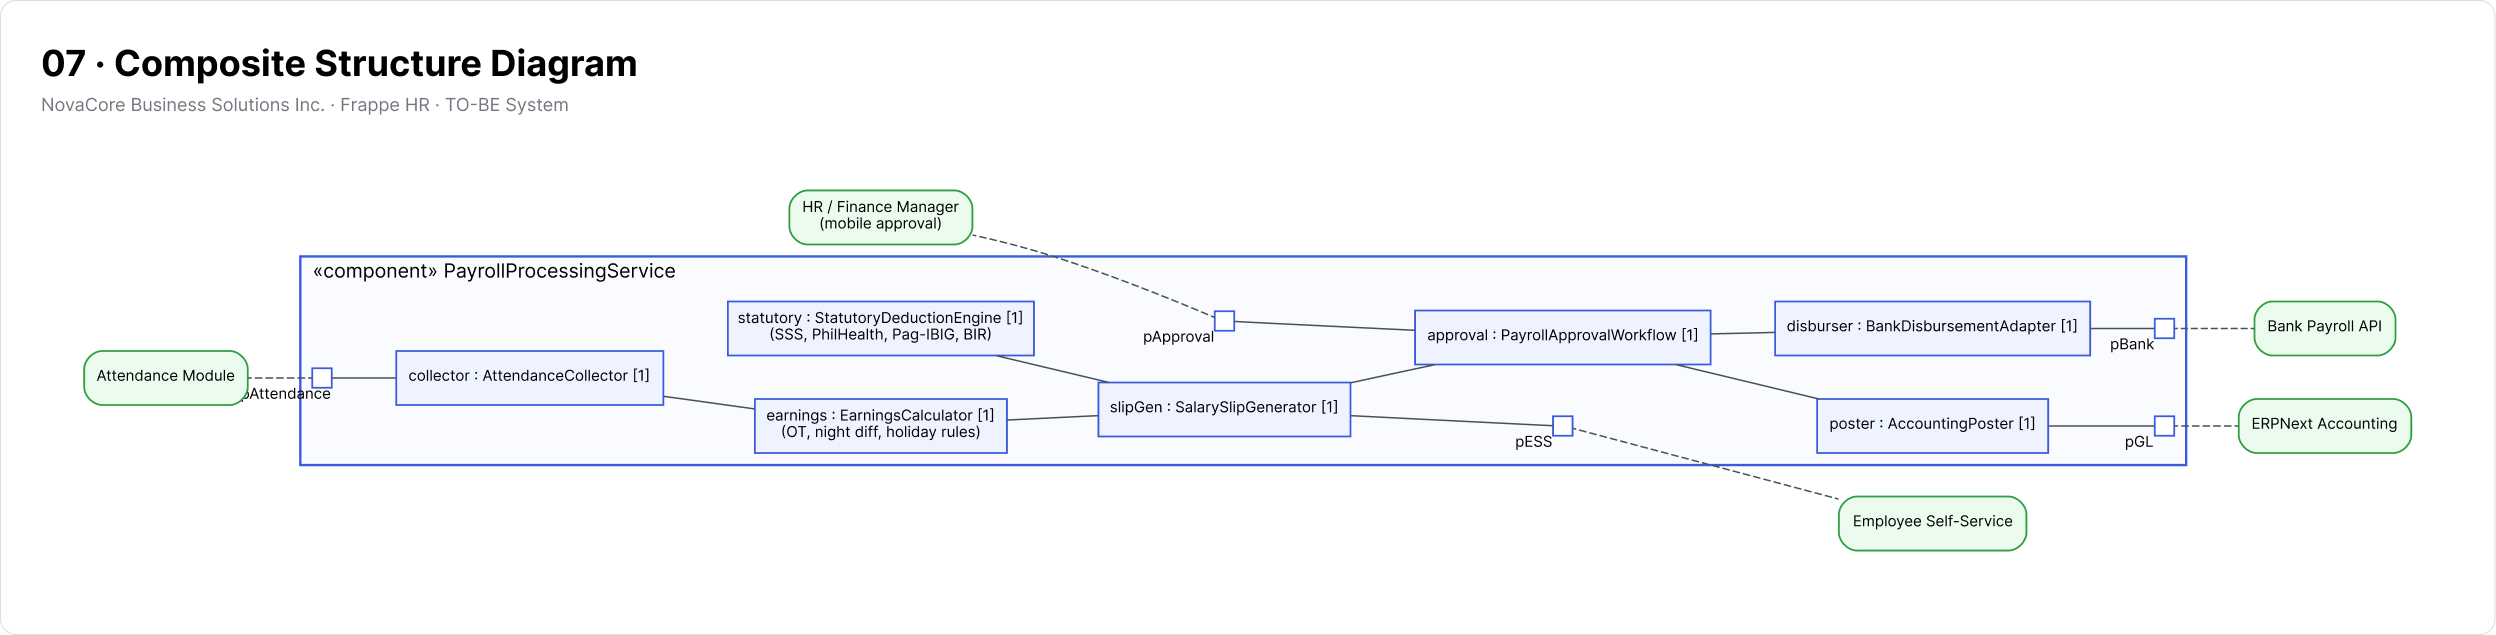 07 · Composite Structure Diagram
NovaCore Business Solutions Inc. · Frappe HR · TO-BE System
HR / Finance Manager
(mobile approval)
«component» PayrollProcessingService
statutory : StatutoryDeductionEngine [1]
(SSS, PhilHealth, Pag-IBIG, BIR)
pApproval
approval : PayrollApprovalWorkflow [1]
disburser : BankDisbursementAdapter [1]
pBank
Bank Payroll API
Attendance Module
pAttendance
collector : AttendanceCollector [1]
earnings : EarningsCalculator [1]
(OT, night diff, holiday rules)
slipGen : SalarySlipGenerator [1]
pESS
poster : AccountingPoster [1]
pGL
ERPNext Accounting
Employee Self-Service